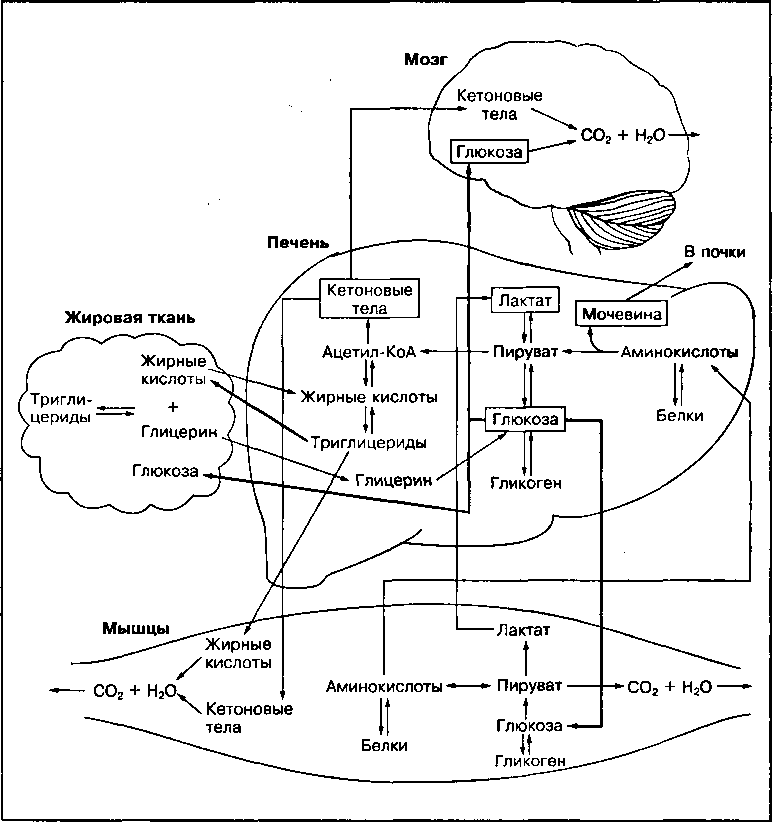 Мозг
Кетоновые
тела
CO₂ + H₂O
Глюкоза
Печень
В почки
Кетоновые
тела
Лактат
Мочевина
Жировая ткань
Ацетил-КоА
Пируват
Аминокислоты
Жирные
кислоты
Жирные кислоты
Тригли-
цериды
+
Белки
Глицерин
Глюкоза
Триглицериды
Глюкоза
Глицерин
Гликоген
Мышцы
Лактат
Жирные
кислоты
CO₂ + H₂O
Аминокислоты
Пируват
CO₂ + H₂O
Кетоновые
тела
Глюкоза
Белки
Гликоген